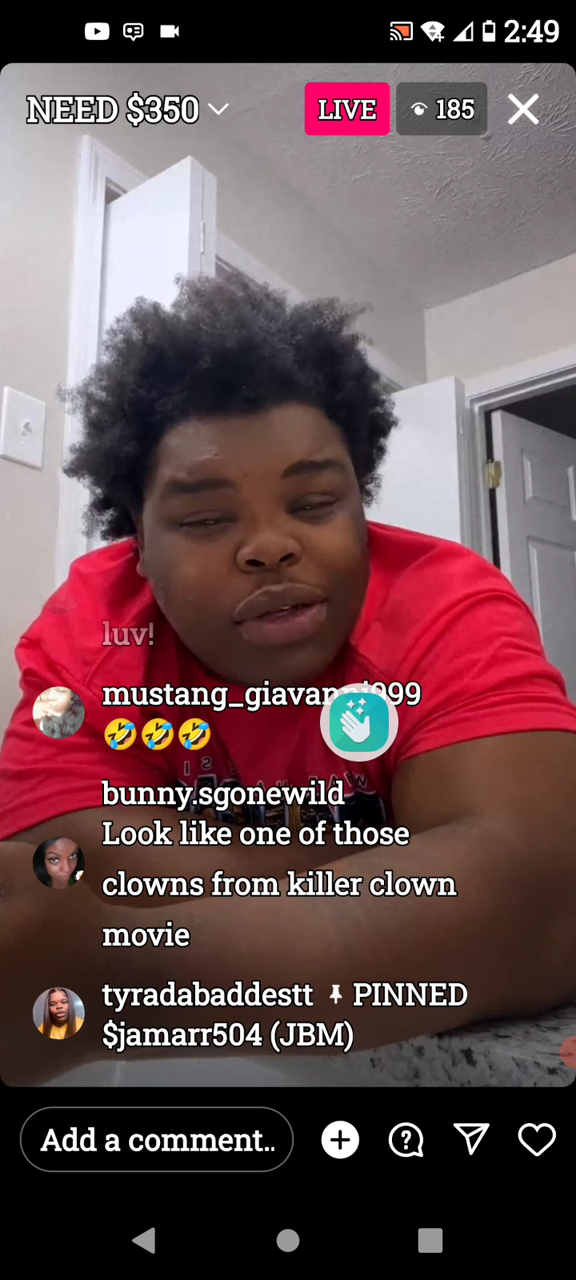 2:49
NEED $350
LIVE
185
luv!
mustang_giavanni999
🤣🤣🤣
bunny.sgonewild
Look like one of those
clowns from killer clown
movie
tyradabaddestt PINNED
$jamarr504 (JBM)
Add a comment..